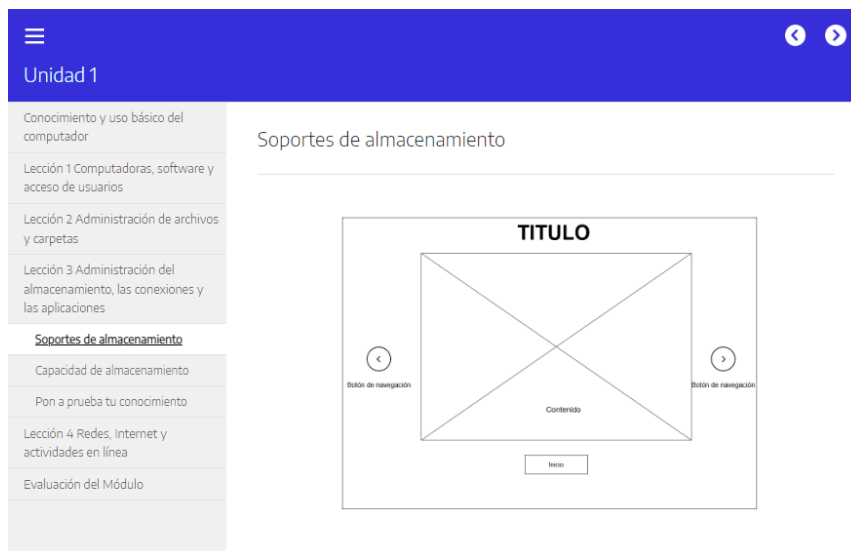 Unidad 1
Conocimiento y uso básico del
computador
Lección 1 Computadoras, software y
acceso de usuarios
Lección 2 Administración de archivos
y carpetas
Lección 3 Administración del
almacenamiento, las conexiones y
las aplicaciones
Soportes de almacenamiento
Capacidad de almacenamiento
Pon a prueba tu conocimiento
Lección 4 Redes, Internet y
actividades en línea
Evaluación del Módulo
Soportes de almacenamiento
TITULO
Botón de navegación
Contenido
Botón de navegación
Inicio